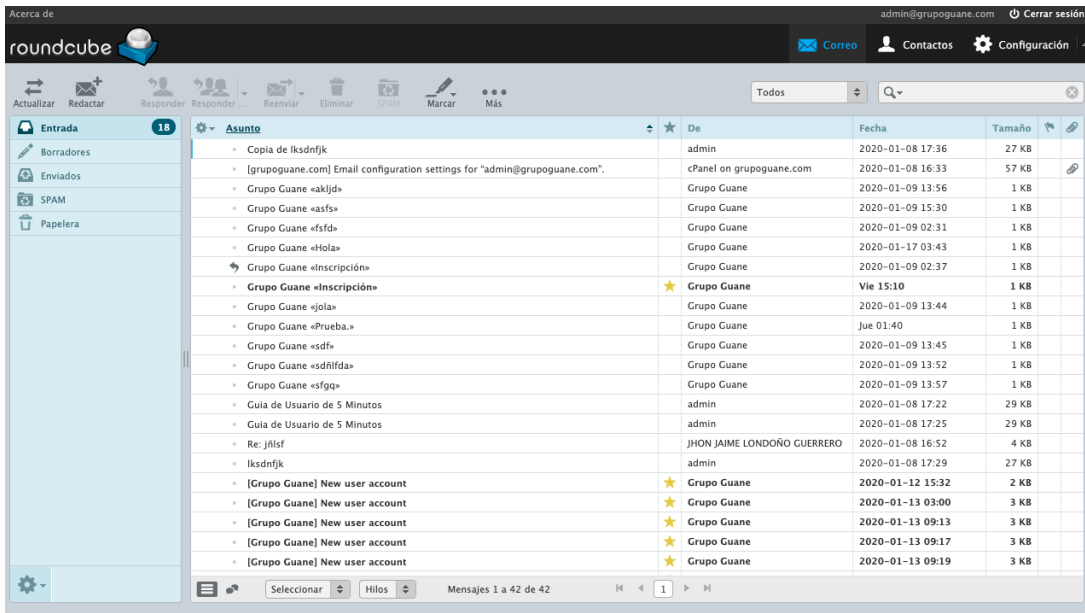 Acerca de admin@grupoguane.com Cerrar sesión
roundcube Correo Contactos Configuración
Actualizar Redactar Responder Responder ... Reenviar Eliminar SPAM Marcar Más Todos
Entrada 18 Asunto De Fecha Tamaño
Borradores
Enviados
SPAM
Papelera
Copia de lksdnfjk admin 2020-01-08 17:36 27 KB
[grupoguane.com] Email configuration settings for "admin@grupoguane.com". cPanel on grupoguane.com 2020-01-08 16:33 57 KB
Grupo Guane «akljd» Grupo Guane 2020-01-09 13:56 1 KB
Grupo Guane «asfs» Grupo Guane 2020-01-09 15:30 1 KB
Grupo Guane «fsfd» Grupo Guane 2020-01-09 02:31 1 KB
Grupo Guane «Hola» Grupo Guane 2020-01-17 03:43 1 KB
Grupo Guane «Inscripción» Grupo Guane 2020-01-09 02:37 1 KB
Grupo Guane «Inscripción» Grupo Guane Vie 15:10 1 KB
Grupo Guane «jola» Grupo Guane 2020-01-09 13:44 1 KB
Grupo Guane «Prueba.» Grupo Guane Jue 01:40 1 KB
Grupo Guane «sdf» Grupo Guane 2020-01-09 13:45 1 KB
Grupo Guane «sdñlfda» Grupo Guane 2020-01-09 13:52 1 KB
Grupo Guane «sfgq» Grupo Guane 2020-01-09 13:57 1 KB
Guia de Usuario de 5 Minutos admin 2020-01-08 17:22 29 KB
Guia de Usuario de 5 Minutos admin 2020-01-08 17:25 29 KB
Re: jñlsf JHON JAIME LONDOÑO GUERRERO 2020-01-08 16:52 4 KB
lksdnfjk admin 2020-01-08 17:29 27 KB
[Grupo Guane] New user account Grupo Guane 2020-01-12 15:32 2 KB
[Grupo Guane] New user account Grupo Guane 2020-01-13 03:00 3 KB
[Grupo Guane] New user account Grupo Guane 2020-01-13 09:13 3 KB
[Grupo Guane] New user account Grupo Guane 2020-01-13 09:17 3 KB
[Grupo Guane] New user account Grupo Guane 2020-01-13 09:19 3 KB
Seleccionar Hilos Mensajes 1 a 42 de 42 1